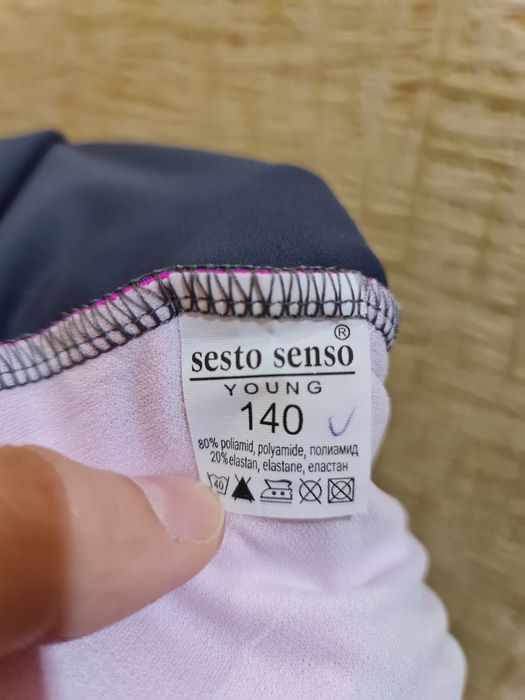 ®
sesto senso
YOUNG
140
80% poliamid, polyamide, полиамид
20% elastan, elastane, еластан
40